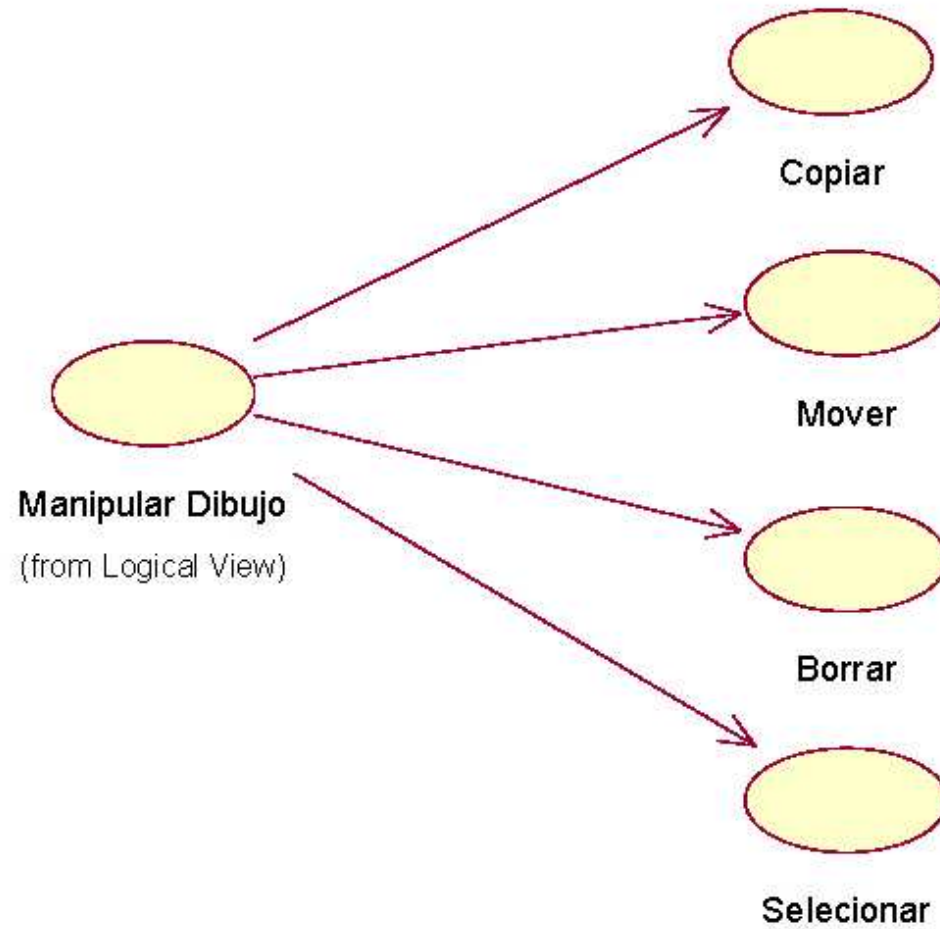 Copiar
Mover
Manipular Dibujo
(from Logical View)
Borrar
Selecionar